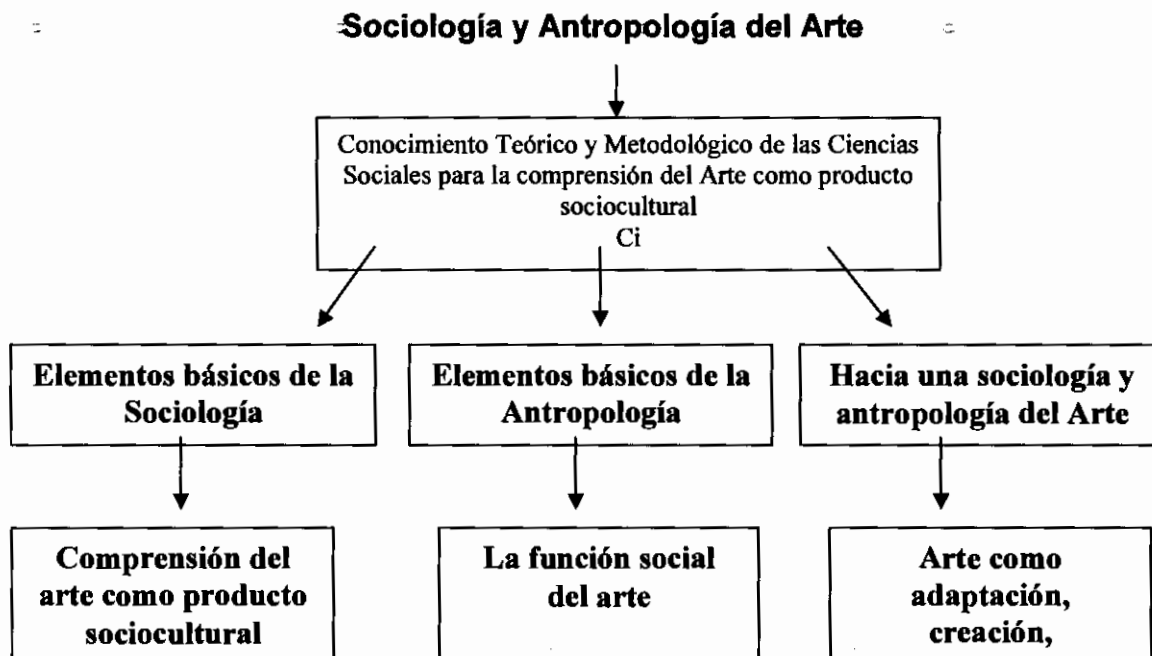 Sociología y Antropología del Arte
Conocimiento Teórico y Metodológico de las Ciencias
Sociales para la comprensión del Arte como producto
sociocultural
Ci
Elementos básicos de la
Sociología
Elementos básicos de la
Antropología
Hacia una sociología y
antropología del Arte
Comprensión del
arte como producto
sociocultural
La función social
del arte
Arte como
adaptación,
creación,